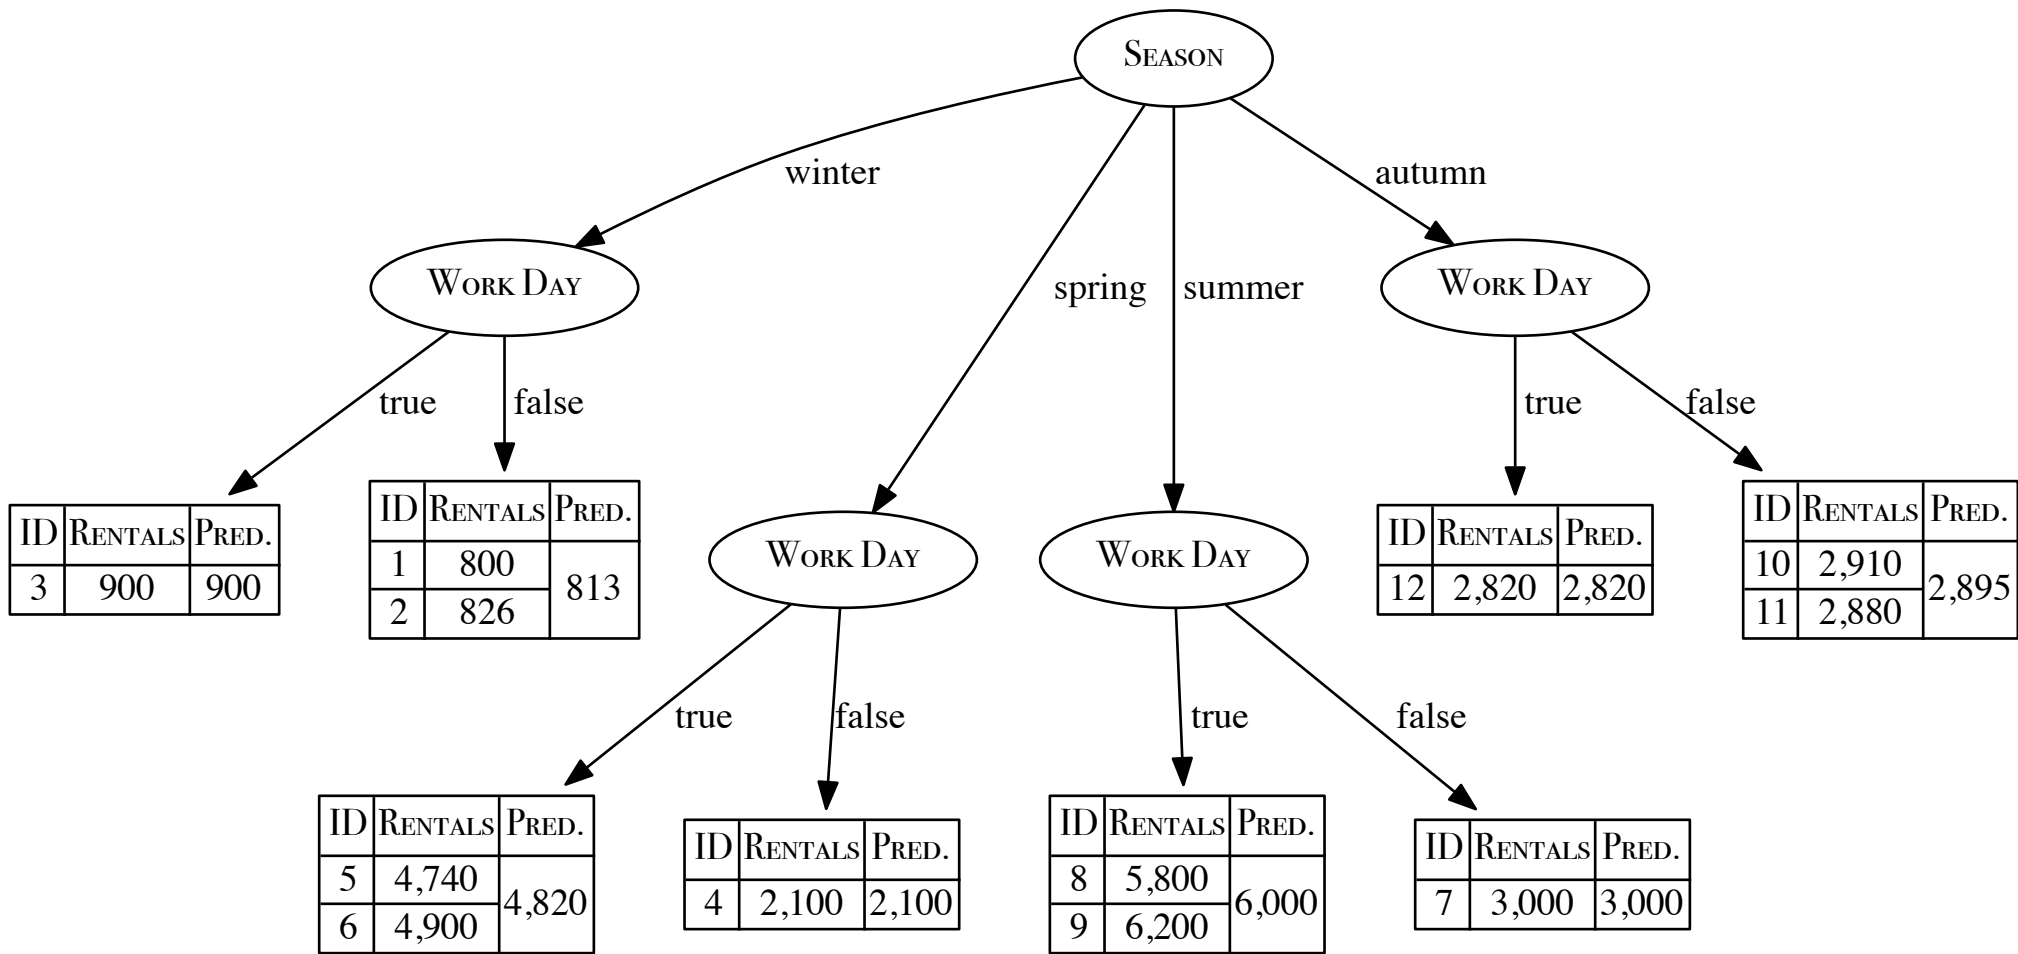 SEASON
winter
autumn
WORK DAY
spring
summer
WORK DAY
true
false
true
false
ID RENTALS PRED.
3 900 900
ID RENTALS PRED.
1 800
813
2 826
WORK DAY
WORK DAY
ID RENTALS PRED.
12 2,820 2,820
ID RENTALS PRED.
10 2,910
2,895
11 2,880
true
false
true
false
ID RENTALS PRED.
5 4,740
4,820
6 4,900
ID RENTALS PRED.
4 2,100 2,100
ID RENTALS PRED.
8 5,800
6,000
9 6,200
ID RENTALS PRED.
7 3,000 3,000